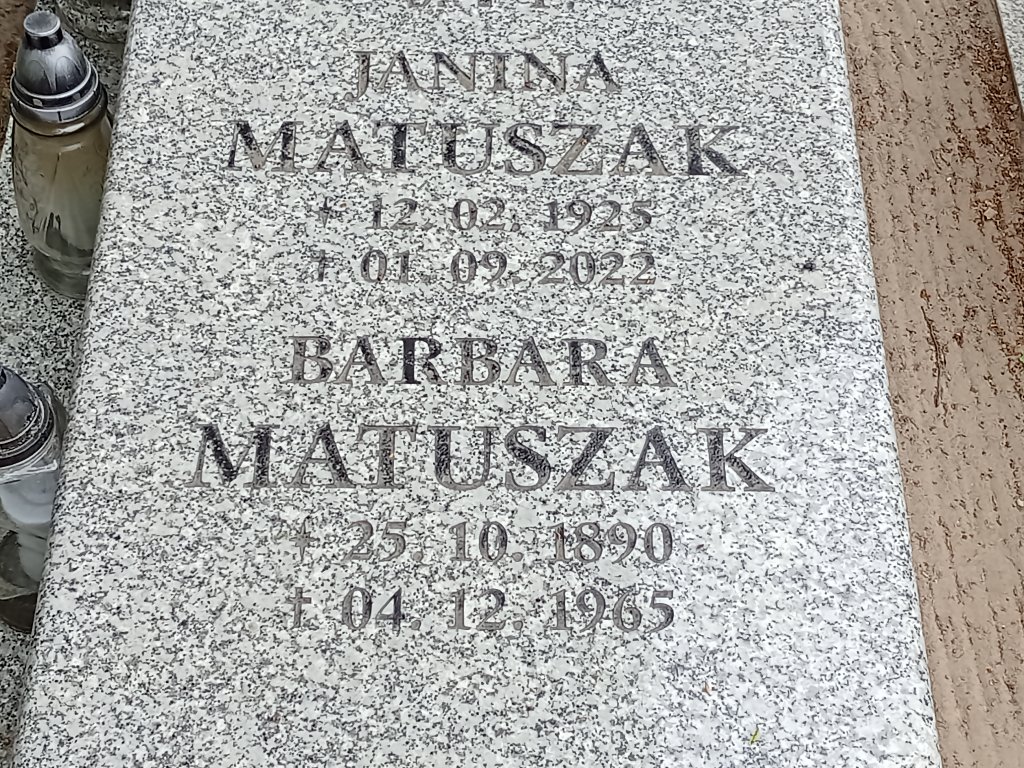 JANINA
MATUSZAK
* 12. 02. 1925
† 01. 09. 2022
BARBARA
MATUSZAK
* 25. 10. 1890
† 04. 12. 1965